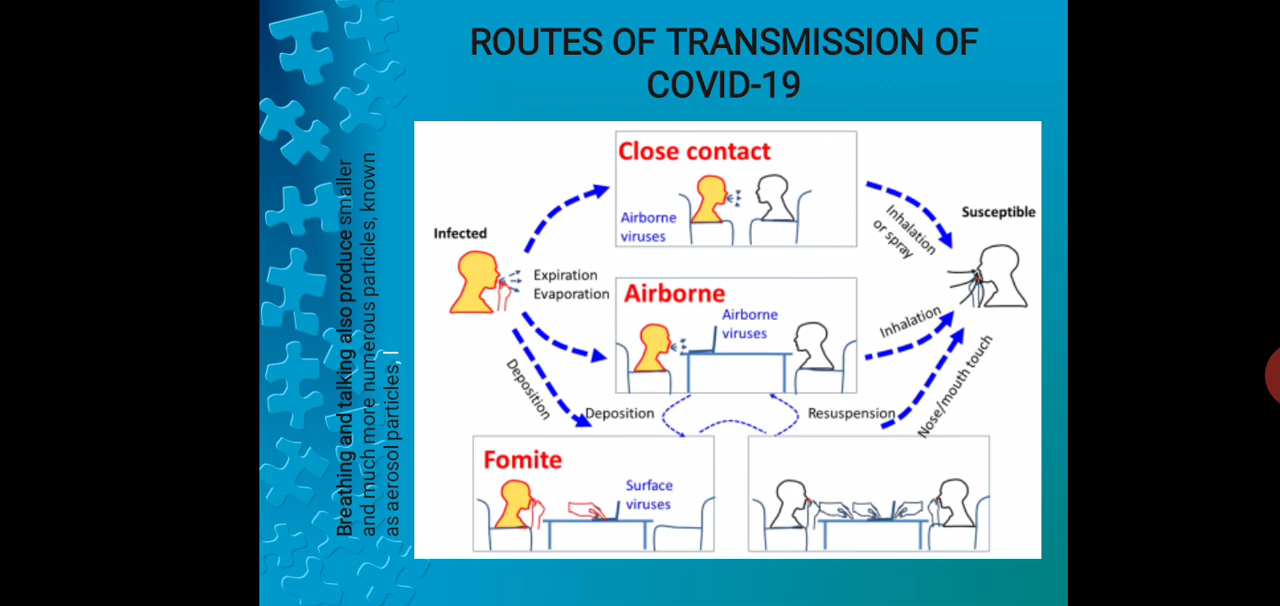 ROUTES OF TRANSMISSION OF
COVID-19
Breathing and talking also produce smaller
and much more numerous particles, known
as aerosol particles, l
Close contact
Airborne
viruses
Infected
Expiration
Evaporation
Inhalation
or spray
Susceptible
Airborne
Airborne
viruses
Inhalation
Deposition
Deposition
Resuspension
Nose/mouth touch
Fomite
Surface
viruses